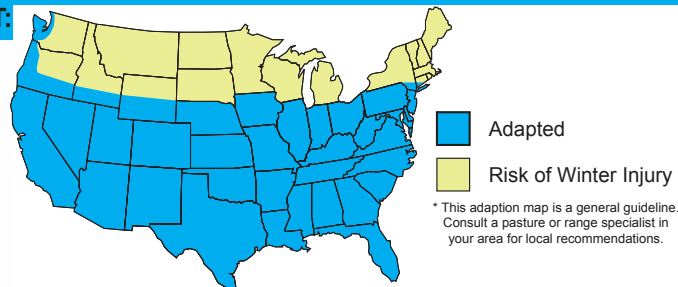 T:
Adapted
Risk of Winter Injury
* This adaption map is a general guideline.
Consult a pasture or range specialist in
your area for local recommendations.